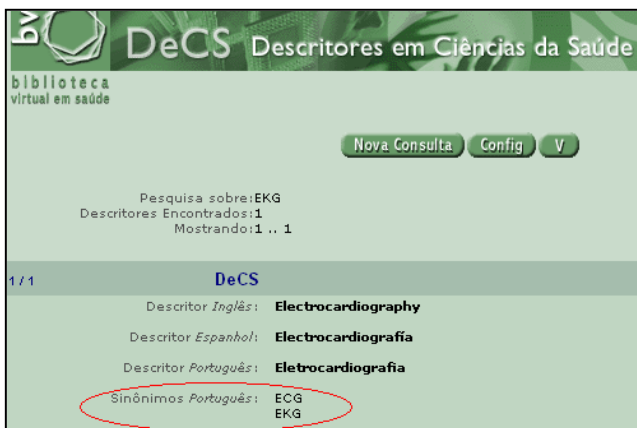 bv
DeCS Descritores em Ciências da Saúde
biblioteca
virtual em saúde
Nova Consulta Config V
Pesquisa sobre:EKG
Descritores Encontrados:1
Mostrando:1 .. 1
1 / 1 DeCS
Descritor Inglês: Electrocardiography
Descritor Espanhol: Electrocardiografía
Descritor Português: Eletrocardiografia
Sinônimos Português: ECG
EKG